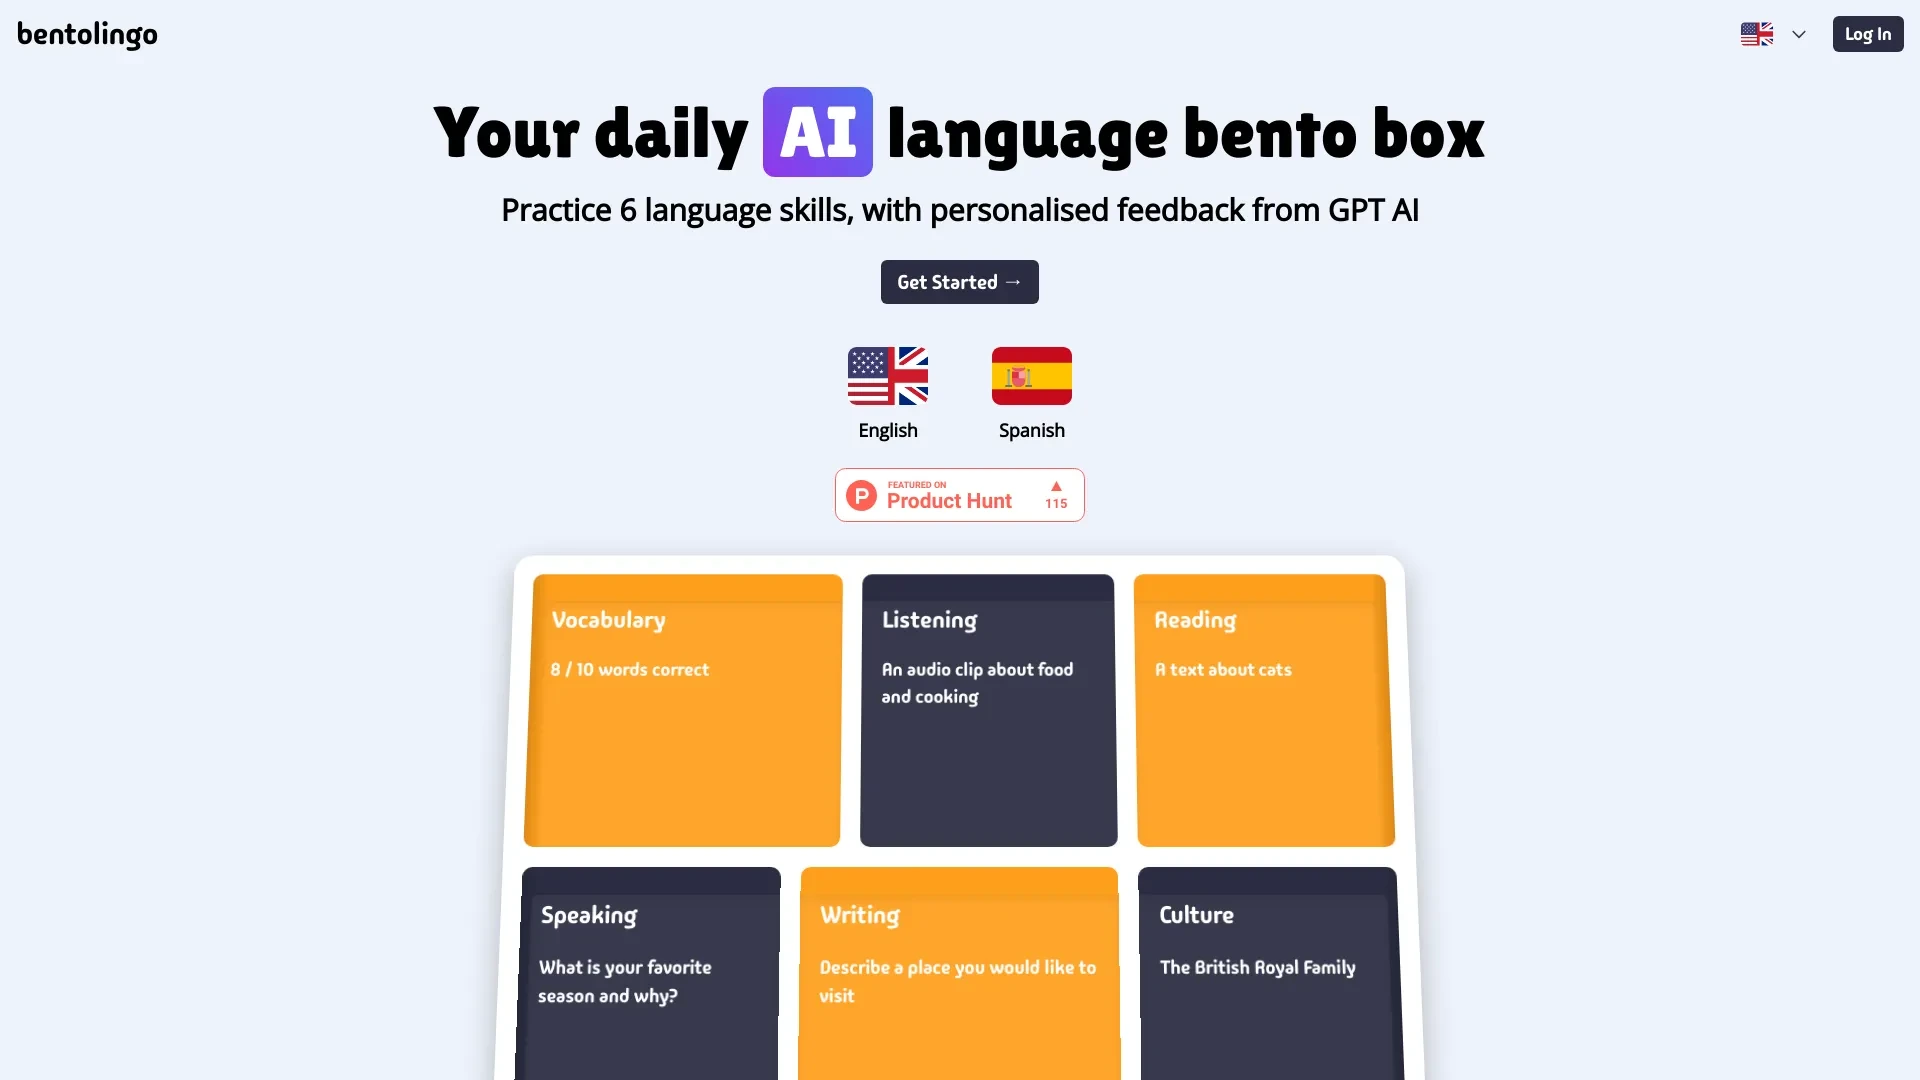 bentolingo
Log In
Your daily AI language bento box
Practice 6 language skills, with personalised feedback from GPT AI
Get Started →
English
Spanish
P
FEATURED ON
Product Hunt
▲
115
Vocabulary
8 / 10 words correct
Listening
An audio clip about food
and cooking
Reading
A text about cats
Speaking
What is your favorite
season and why?
Writing
Describe a place you would like to
visit
Culture
The British Royal Family